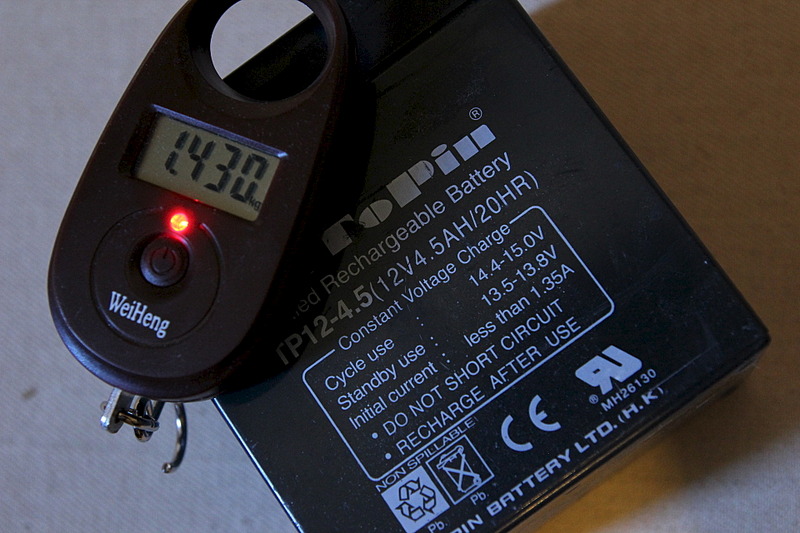 1.430
kg
WeiHeng
ToPin®
Rechargeable Battery
TP12-4.5(12V4.5AH/20HR)
Constant Voltage Charge
Cycle use : 14.4-15.0V
Standby use : 13.5-13.8V
Initial current : less than 1.35A
• DO NOT SHORT CIRCUIT
• RECHARGE AFTER USE
NON SPILLABLE
Pb.
Pb.
CE
®
MH26130
BATTERY LTD.(H.K)